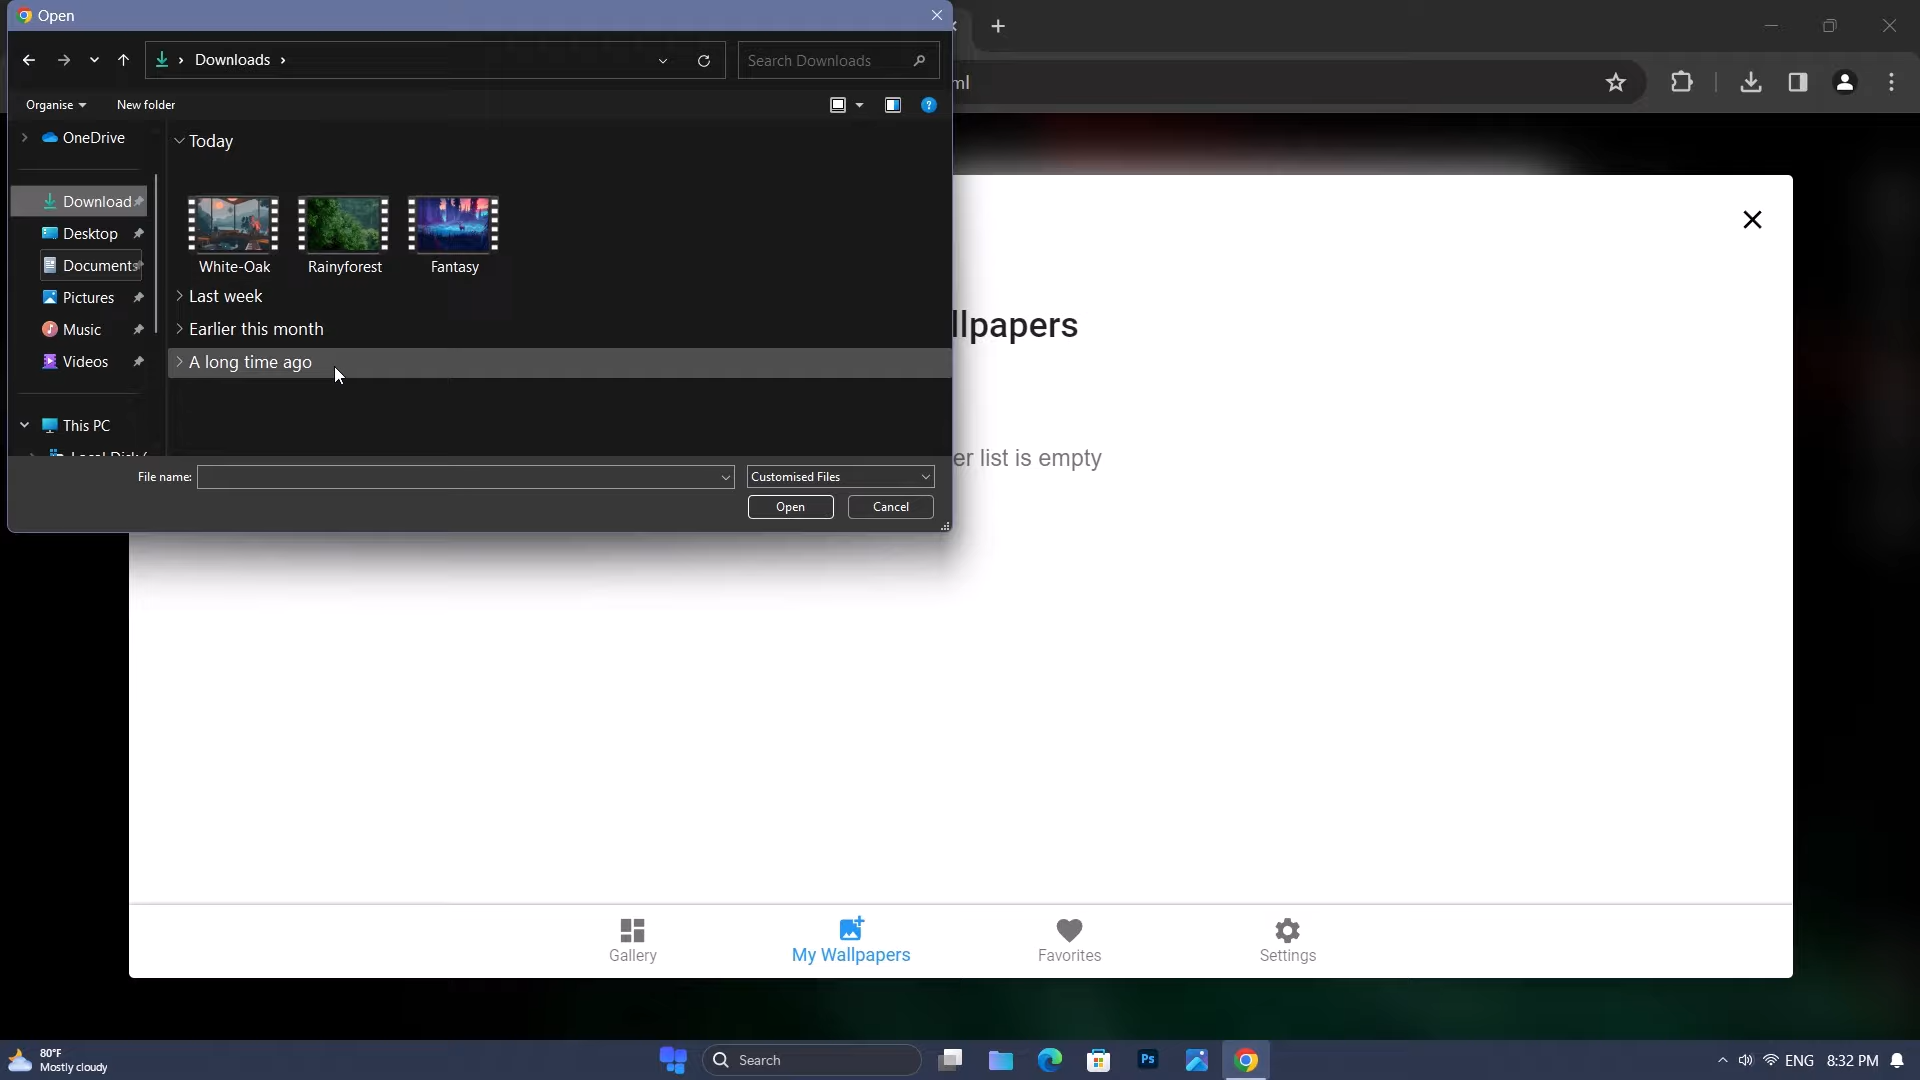 Open
Downloads
Search Downloads
ml
Organise
New folder
OneDrive
Today
Download
Desktop
Documents
Pictures
Music
Videos
This PC
White-Oak
Rainyforest
Fantasy
Last week
Earlier this month
A long time ago
File name:
Customised Files
Open
Cancel
llpapers
er list is empty
Gallery
My Wallpapers
Favorites
Settings
80°F
Mostly cloudy
Search
Ps
ENG
8:32 PM